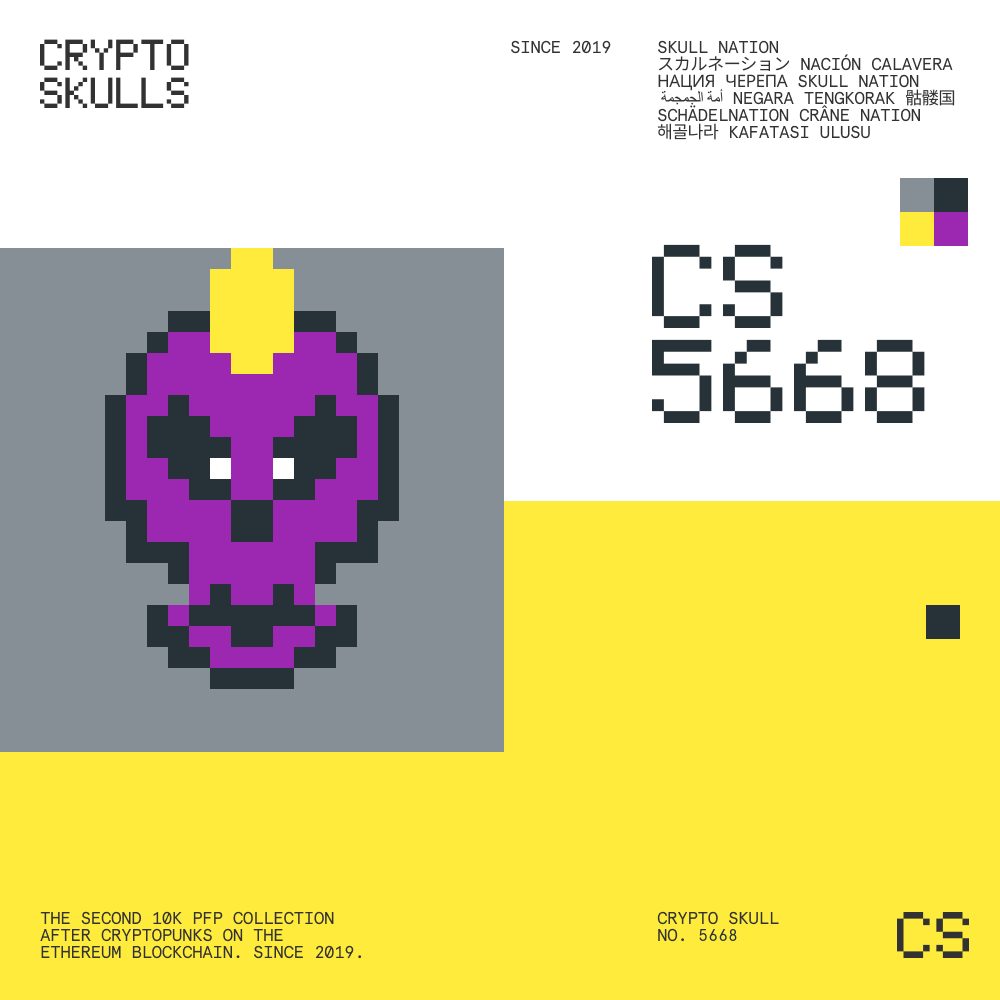 CRYPTO
SKULLS
SINCE 2019
SKULL NATION
スカルネーション NACIÓN CALAVERA
НАЦИЯ ЧЕРЕПА SKULL NATION
أمة الجمجمة NEGARA TENGKORAK 骷髅国
SCHÄDELNATION CRÂNE NATION
해골나라 KAFATASI ULUSU
CS
5668
THE SECOND 10K PFP COLLECTION
AFTER CRYPTOPUNKS ON THE
ETHEREUM BLOCKCHAIN. SINCE 2019.
CRYPTO SKULL
NO. 5668
CS